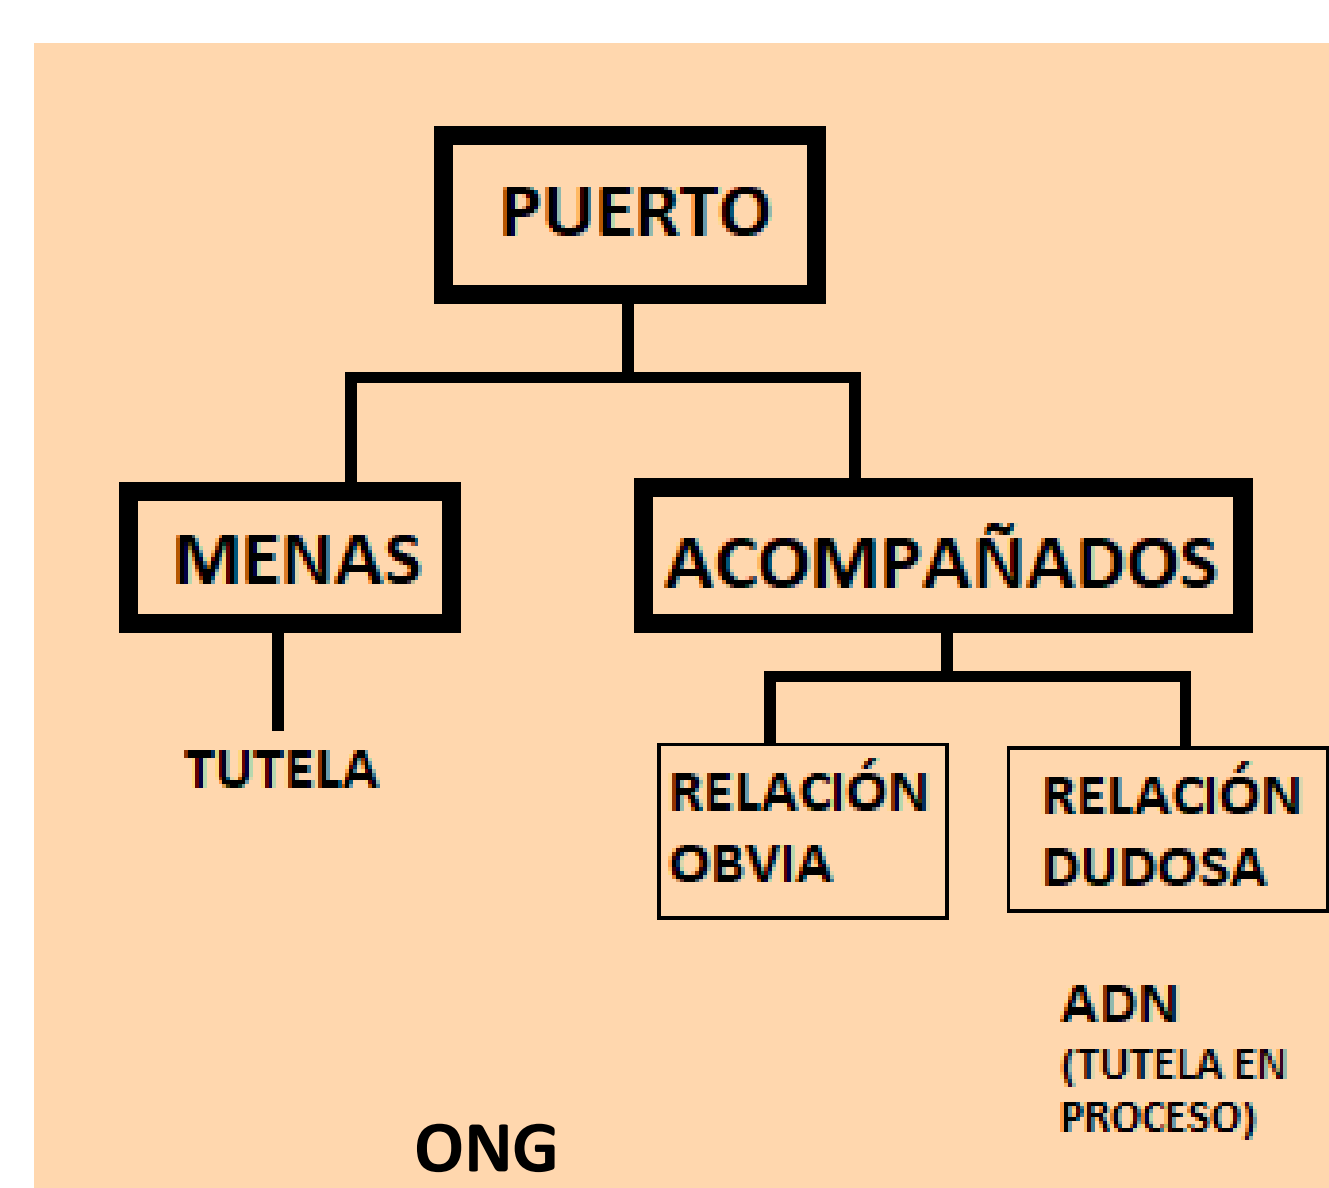 PUERTO
MENAS
ACOMPAÑADOS
TUTELA
RELACIÓN
OBVIA
RELACIÓN
DUDOSA
ADN
(TUTELA EN
PROCESO)
ONG